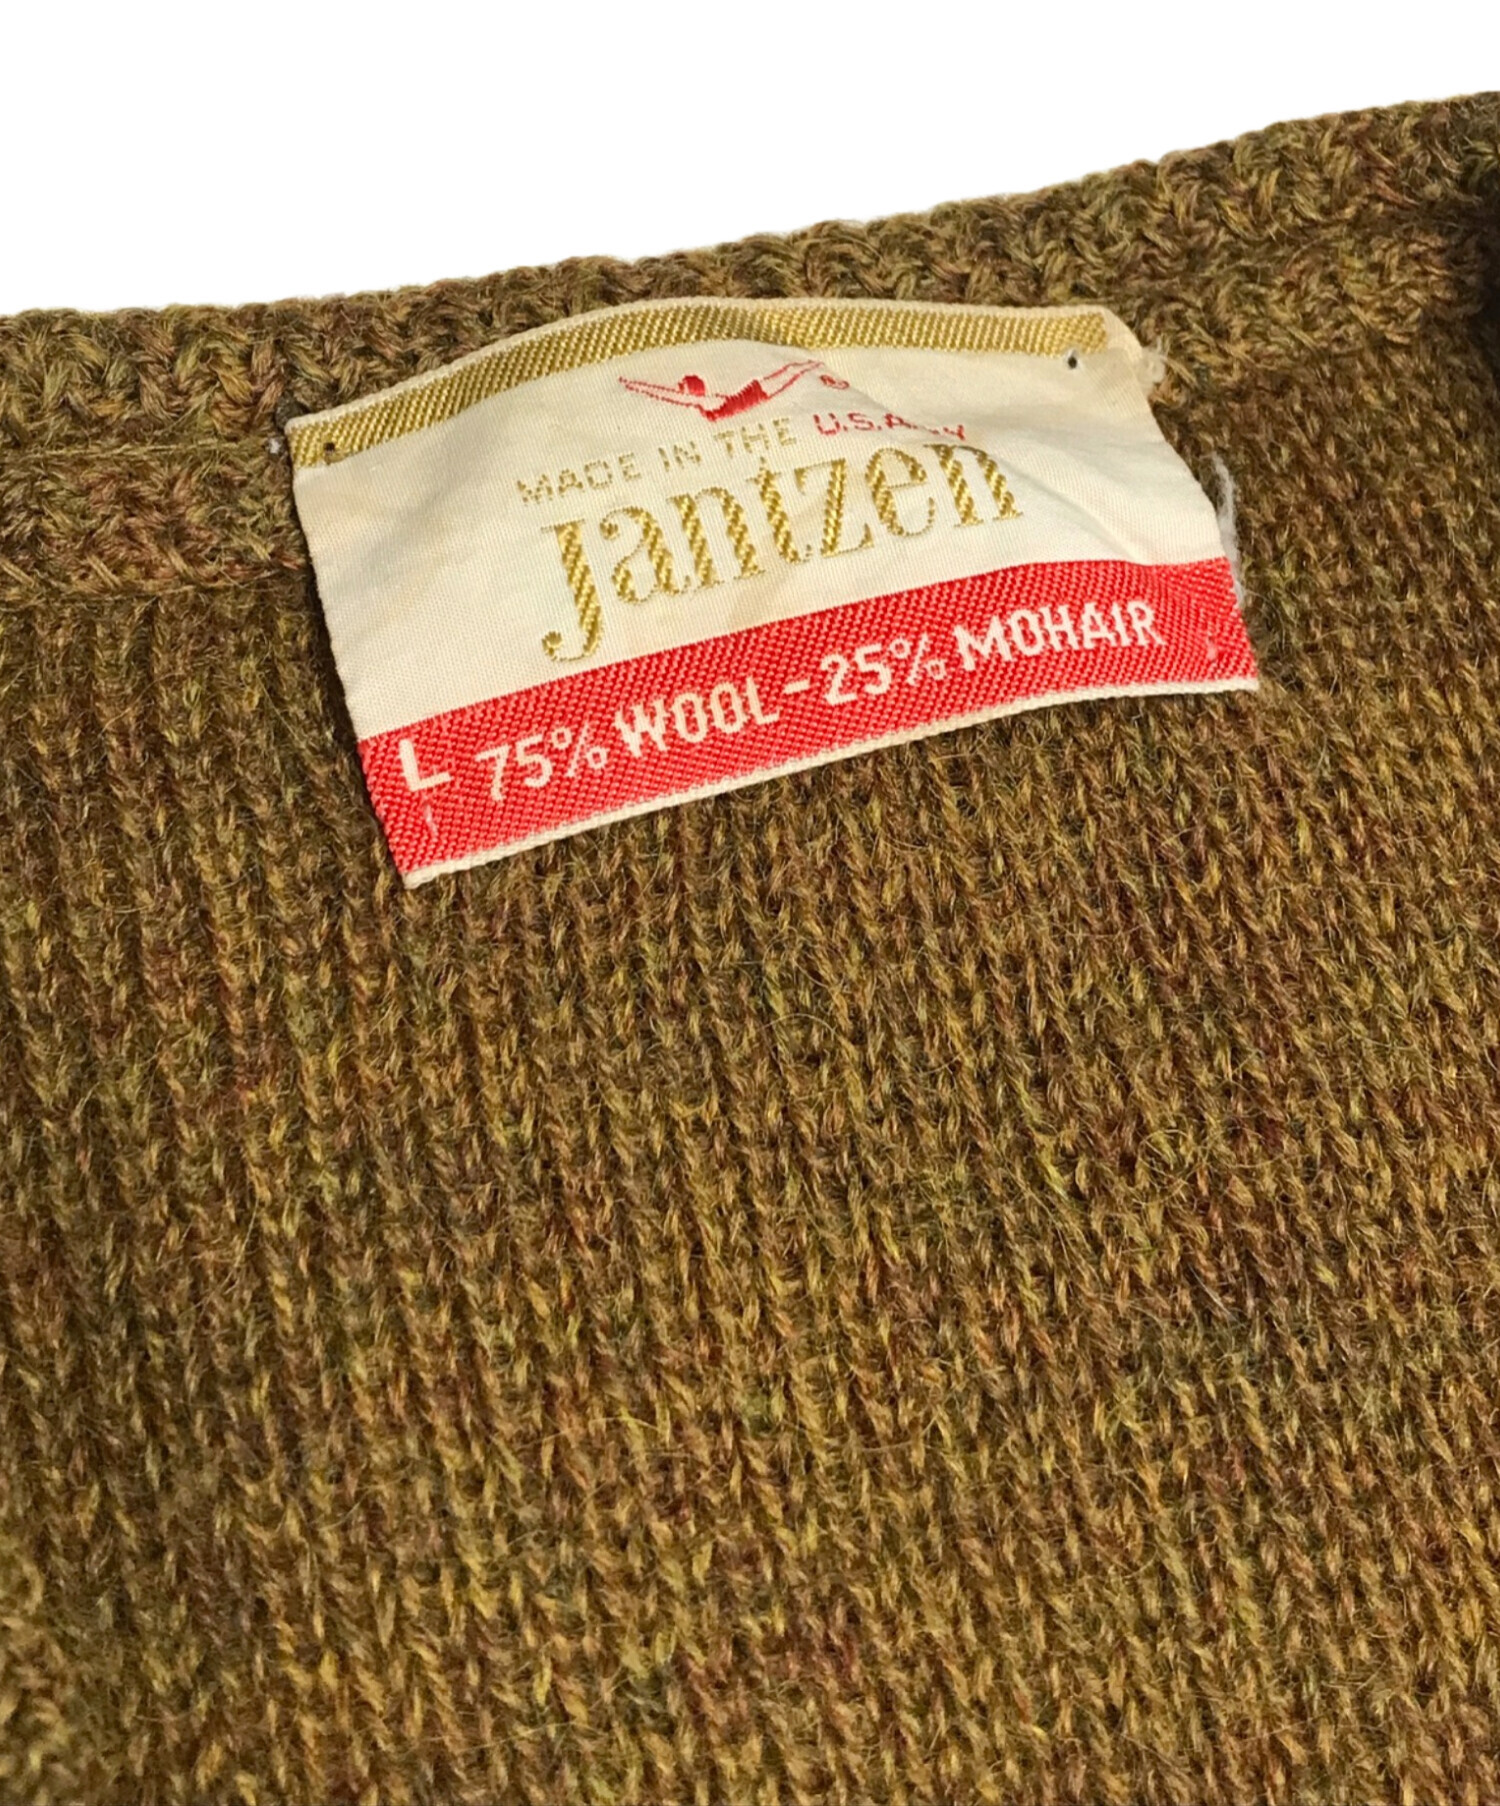 ®
MADE IN THE U.S.A.
Jantzen
L 75% WOOL - 25% MOHAIR